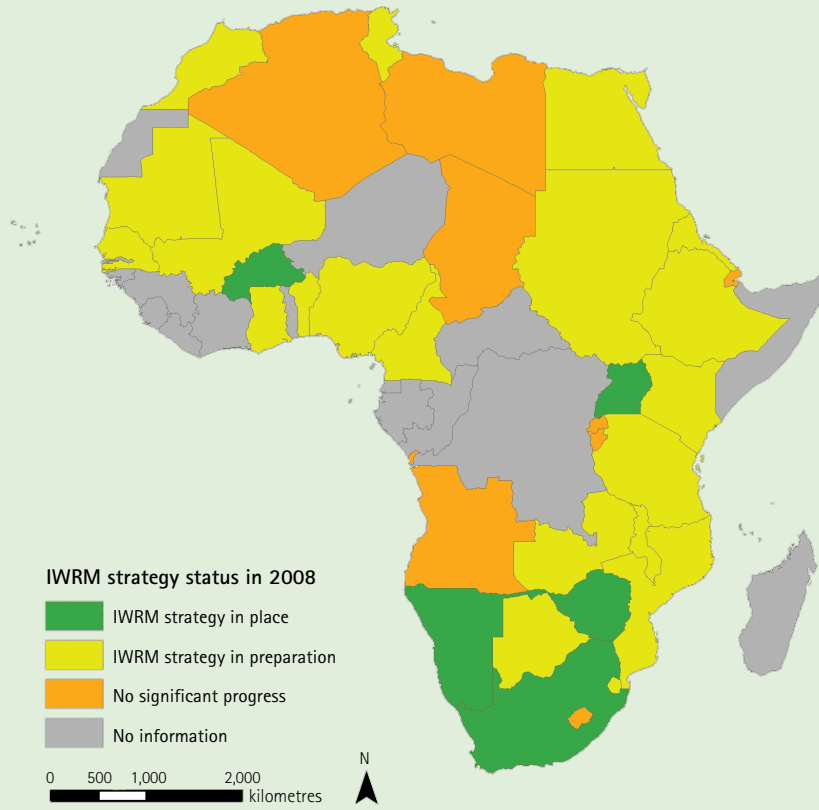 IWRM strategy status in 2008
IWRM strategy in place
IWRM strategy in preparation
No significant progress
No information
0 500 1,000 2,000
kilometres
N